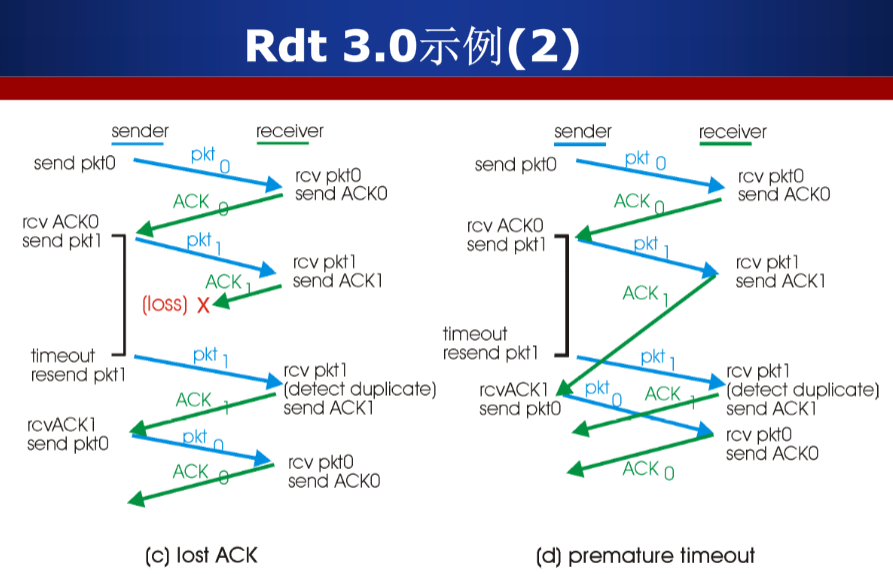 Rdt 3.0示例(2)
sender
receiver
send pkt0
pkt 0
rcv pkt0
send ACK0
ACK 0
rcv ACK0
send pkt1
pkt 1
rcv pkt1
send ACK1
ACK 1
(loss) X
timeout
resend pkt1
pkt 1
rcv pkt1
(detect duplicate)
send ACK1
ACK 1
rcvACK1
send pkt0
pkt 0
rcv pkt0
send ACK0
ACK 0
(c) lost ACK
sender
receiver
send pkt0
pkt 0
rcv pkt0
send ACK0
ACK 0
rcv ACK0
send pkt1
pkt 1
rcv pkt1
send ACK1
ACK 1
timeout
resend pkt1
pkt 1
rcv pkt1
(detect duplicate)
send ACK1
rcvACK1
send pkt0
pkt 0
ACK 1
rcv pkt0
send ACK0
ACK 0
(d) premature timeout